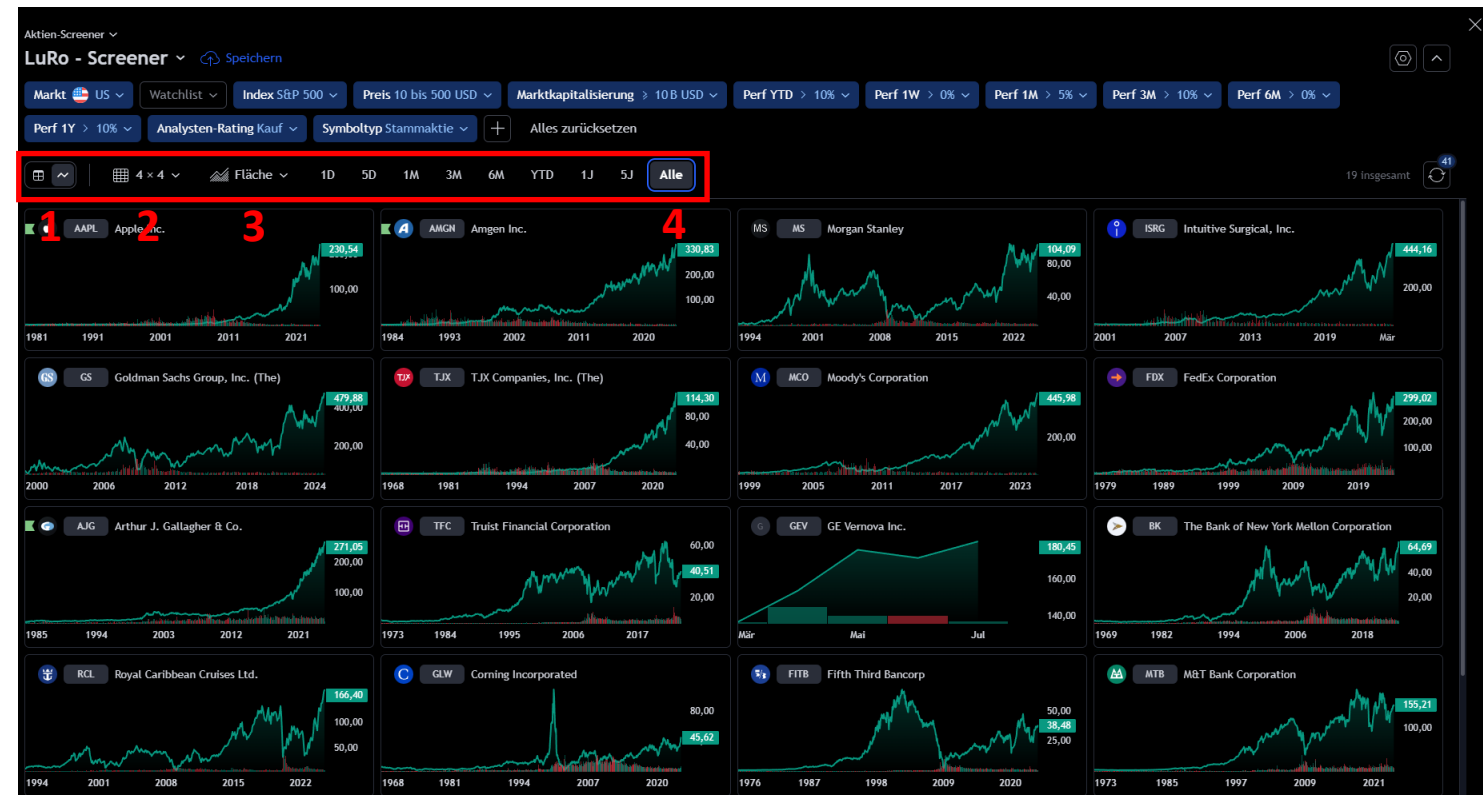 Aktien-Screener
LuRo - Screener Speichern
Markt US Watchlist Index S&P 500 Preis 10 bis 500 USD Marktkapitalisierung ≥ 10 B USD Perf YTD > 10% Perf 1W > 0% Perf 1M > 5% Perf 3M > 10% Perf 6M > 0%
Perf 1Y > 10% Analysten-Rating Kauf Symboltyp Stammaktie + Alles zurücksetzen
4 × 4 Fläche 1D 5D 1M 3M 6M YTD 1J 5J Alle 19 insgesamt 41
1 2 3 4
AAPL Apple Inc. AMGN Amgen Inc. MS MS Morgan Stanley ISRG Intuitive Surgical, Inc.
230,54 330,83 104,09 444,16
80,00
200,00 200,00
100,00 100,00 40,00
1981 1991 2001 2011 2021 1984 1993 2002 2011 2020 1994 2001 2008 2015 2022 2001 2007 2013 2019 Mär
GS GS Goldman Sachs Group, Inc. (The) TJX TJX TJX Companies, Inc. (The) M MCO Moody's Corporation FDX FedEx Corporation
479,88 114,30 445,98 299,02
400,00 80,00 200,00
200,00 40,00 200,00 100,00
2000 2006 2012 2018 2024 1968 1981 1994 2007 2020 1999 2005 2011 2017 2023 1979 1989 1999 2009 2019
AJG Arthur J. Gallagher & Co. TFC Truist Financial Corporation G GEV GE Vernova Inc. BK The Bank of New York Mellon Corporation
271,05 60,00 180,45 64,69
200,00 40,51 160,00 40,00
100,00 20,00 140,00 20,00
1985 1994 2003 2012 2021 1973 1984 1995 2006 2017 Mär Mai Jul 1969 1982 1994 2006 2018
RCL Royal Caribbean Cruises Ltd. C GLW Corning Incorporated FITB Fifth Third Bancorp MTB M&T Bank Corporation
166,40 80,00 50,00 155,21
100,00 45,62 38,48 100,00
50,00 25,00
1994 2001 2008 2015 2022 1968 1981 1994 2007 2020 1976 1987 1998 2009 2020 1973 1985 1997 2009 2021